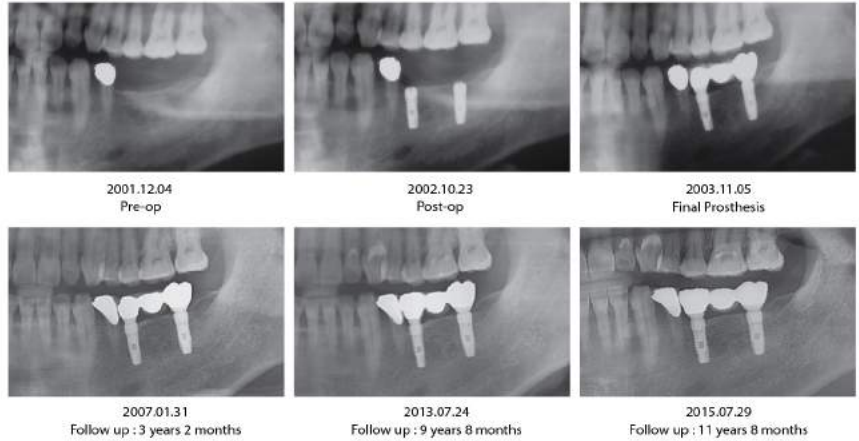 2001.12.04
Pre-op
2002.10.23
Post-op
2003.11.05
Final Prosthesis
2007.01.31
Follow up : 3 years 2 months
2013.07.24
Follow up : 9 years 8 months
2015.07.29
Follow up : 11 years 8 months